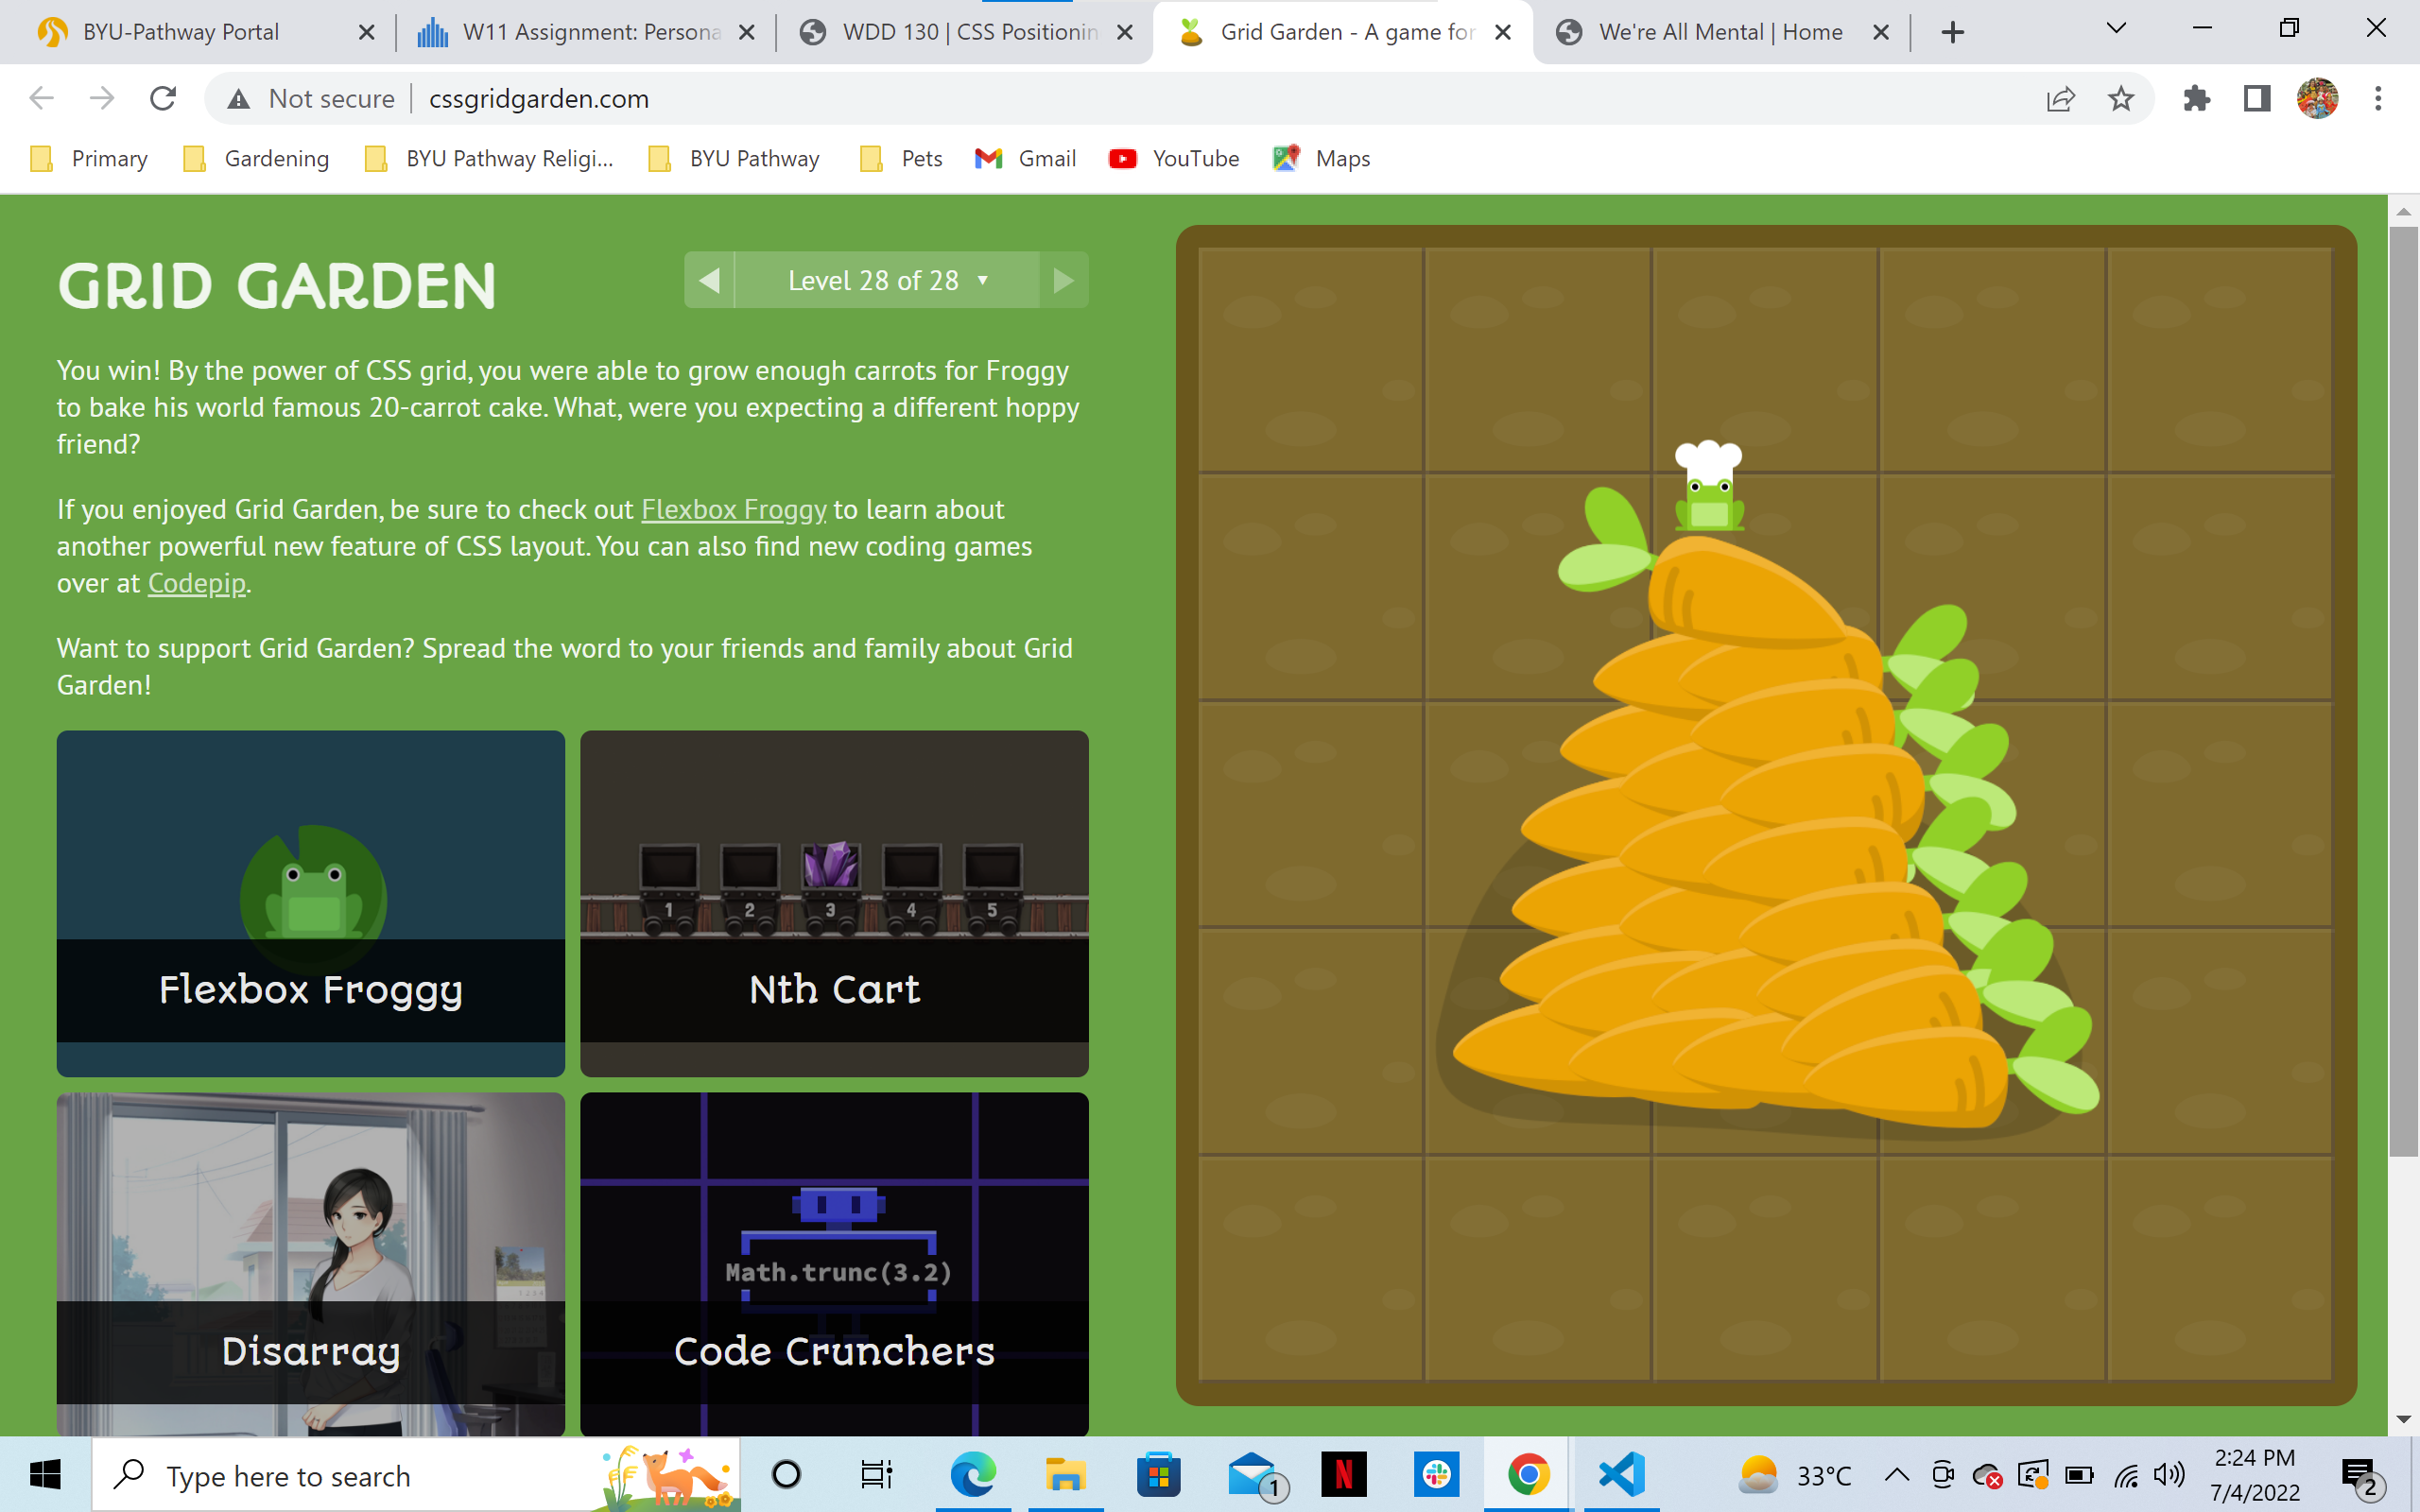 BYU-Pathway Portal
W11 Assignment: Persona
WDD 130 | CSS Positionin
Grid Garden - A game for
We're All Mental | Home
Not secure
cssgridgarden.com
Primary
Gardening
BYU Pathway Religi...
BYU Pathway
Pets
Gmail
YouTube
Maps
GRID GARDEN
Level 28 of 28
You win! By the power of CSS grid, you were able to grow enough carrots for Froggy
to bake his world famous 20-carrot cake. What, were you expecting a different hoppy
friend?
If you enjoyed Grid Garden, be sure to check out Flexbox Froggy to learn about
another powerful new feature of CSS layout. You can also find new coding games
over at Codepip.
Want to support Grid Garden? Spread the word to your friends and family about Grid
Garden!
1 2 3 4 5
Flexbox Froggy
Nth Cart
Math.trunc(3.2)
Disarray
Code Crunchers
Type here to search
1
N
33°C
2:24 PM
7/4/2022
2